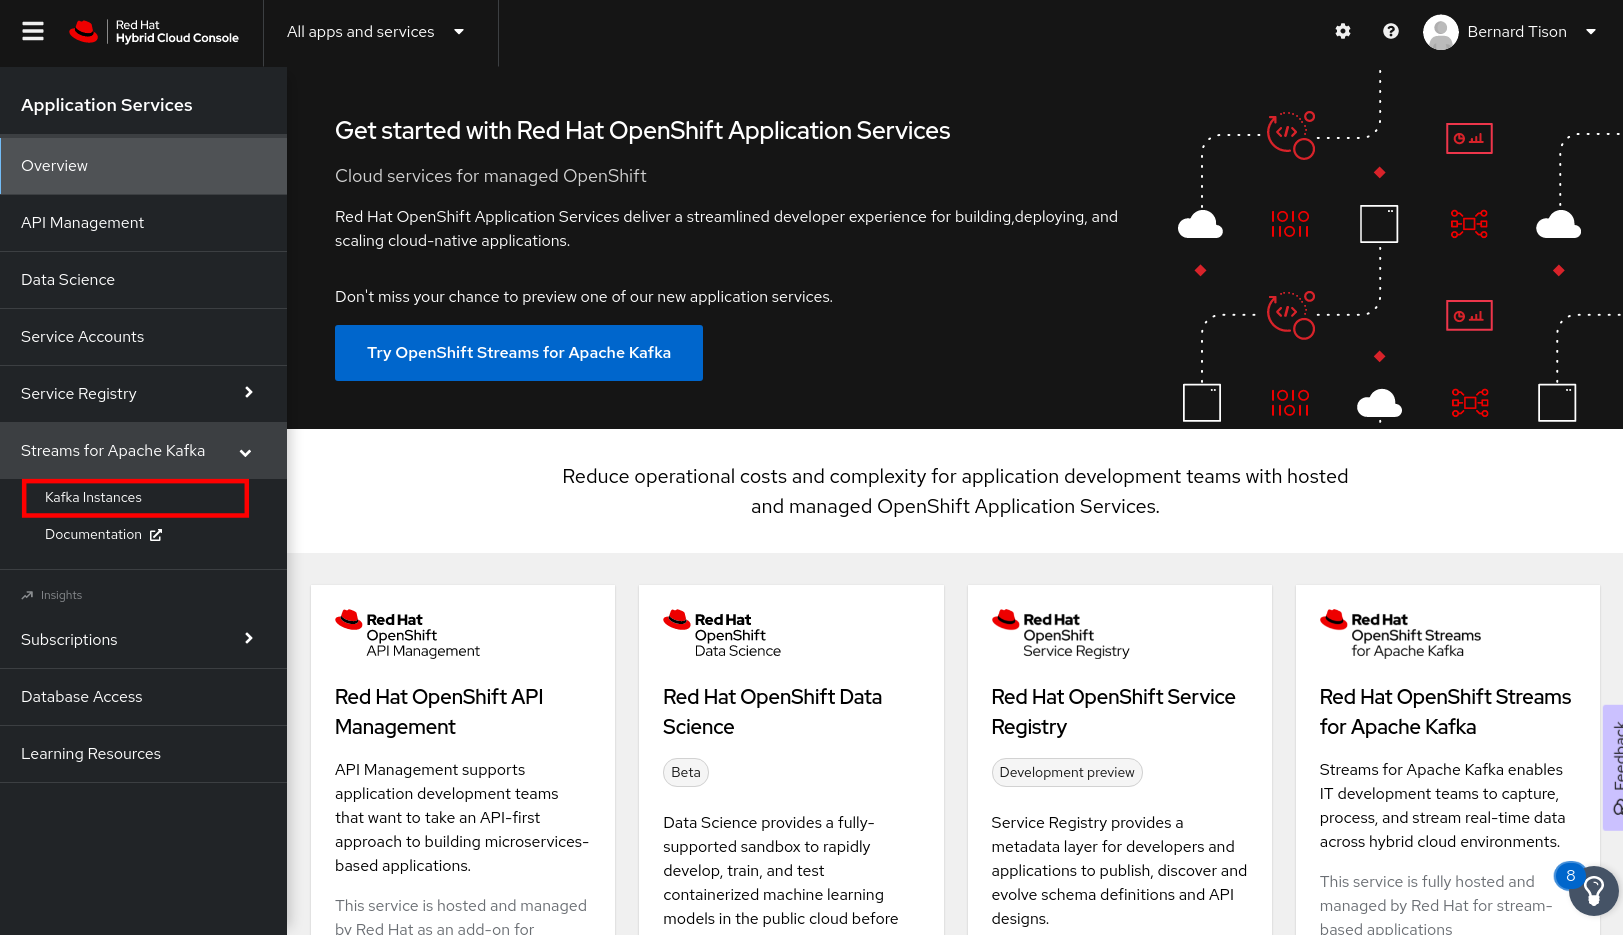 Red Hat
Hybrid Cloud Console
All apps and services
Bernard Tison
Application Services
Overview
API Management
Data Science
Service Accounts
Service Registry
Streams for Apache Kafka
Kafka Instances
Documentation
Insights
Subscriptions
Database Access
Learning Resources
Get started with Red Hat OpenShift Application Services
Cloud services for managed OpenShift
Red Hat OpenShift Application Services deliver a streamlined developer experience for building,deploying, and
scaling cloud-native applications.
Don't miss your chance to preview one of our new application services.
Try OpenShift Streams for Apache Kafka
Reduce operational costs and complexity for application development teams with hosted
and managed OpenShift Application Services.
Red Hat
OpenShift
API Management
Red Hat OpenShift API
Management
API Management supports
application development teams
that want to take an API-first
approach to building microservices-
based applications.
This service is hosted and managed
by Red Hat as an add-on for
Red Hat
OpenShift
Data Science
Red Hat OpenShift Data
Science
Beta
Data Science provides a fully-
supported sandbox to rapidly
develop, train, and test
containerized machine learning
models in the public cloud before
Red Hat
OpenShift
Service Registry
Red Hat OpenShift Service
Registry
Development preview
Service Registry provides a
metadata layer for developers and
applications to publish, discover and
evolve schema definitions and API
designs.
Red Hat
OpenShift Streams
for Apache Kafka
Red Hat OpenShift Streams
for Apache Kafka
Streams for Apache Kafka enables
IT development teams to capture,
process, and stream real-time data
across hybrid cloud environments.
This service is fully hosted and
managed by Red Hat for stream-
based applications
Feedback
8